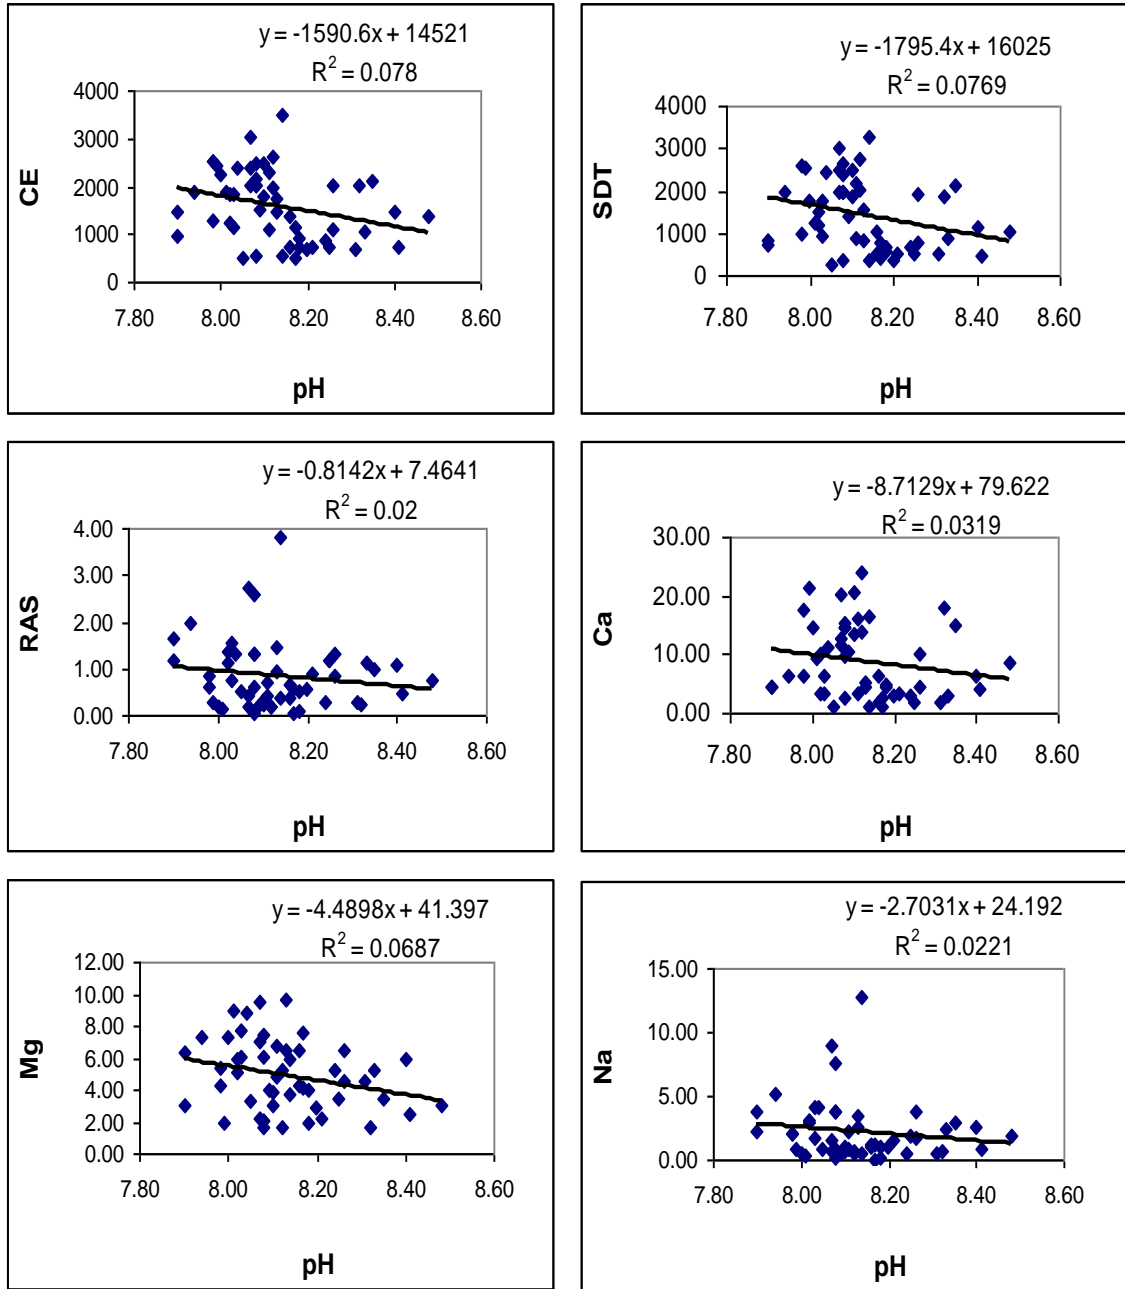 y = -1590.6x + 14521
R² = 0.078
4000
3000
2000
1000
0
CE
7.80 8.00 8.20 8.40 8.60
pH
y = -1795.4x + 16025
R² = 0.0769
4000
3000
2000
1000
0
SDT
7.80 8.00 8.20 8.40 8.60
pH
y = -0.8142x + 7.4641
R² = 0.02
4.00
3.00
2.00
1.00
0.00
RAS
7.80 8.00 8.20 8.40 8.60
pH
y = -8.7129x + 79.622
R² = 0.0319
30.00
20.00
10.00
0.00
Ca
7.80 8.00 8.20 8.40 8.60
pH
y = -4.4898x + 41.397
R² = 0.0687
12.00
10.00
8.00
6.00
4.00
2.00
0.00
Mg
7.80 8.00 8.20 8.40 8.60
pH
y = -2.7031x + 24.192
R² = 0.0221
15.00
10.00
5.00
0.00
Na
7.80 8.00 8.20 8.40 8.60
pH